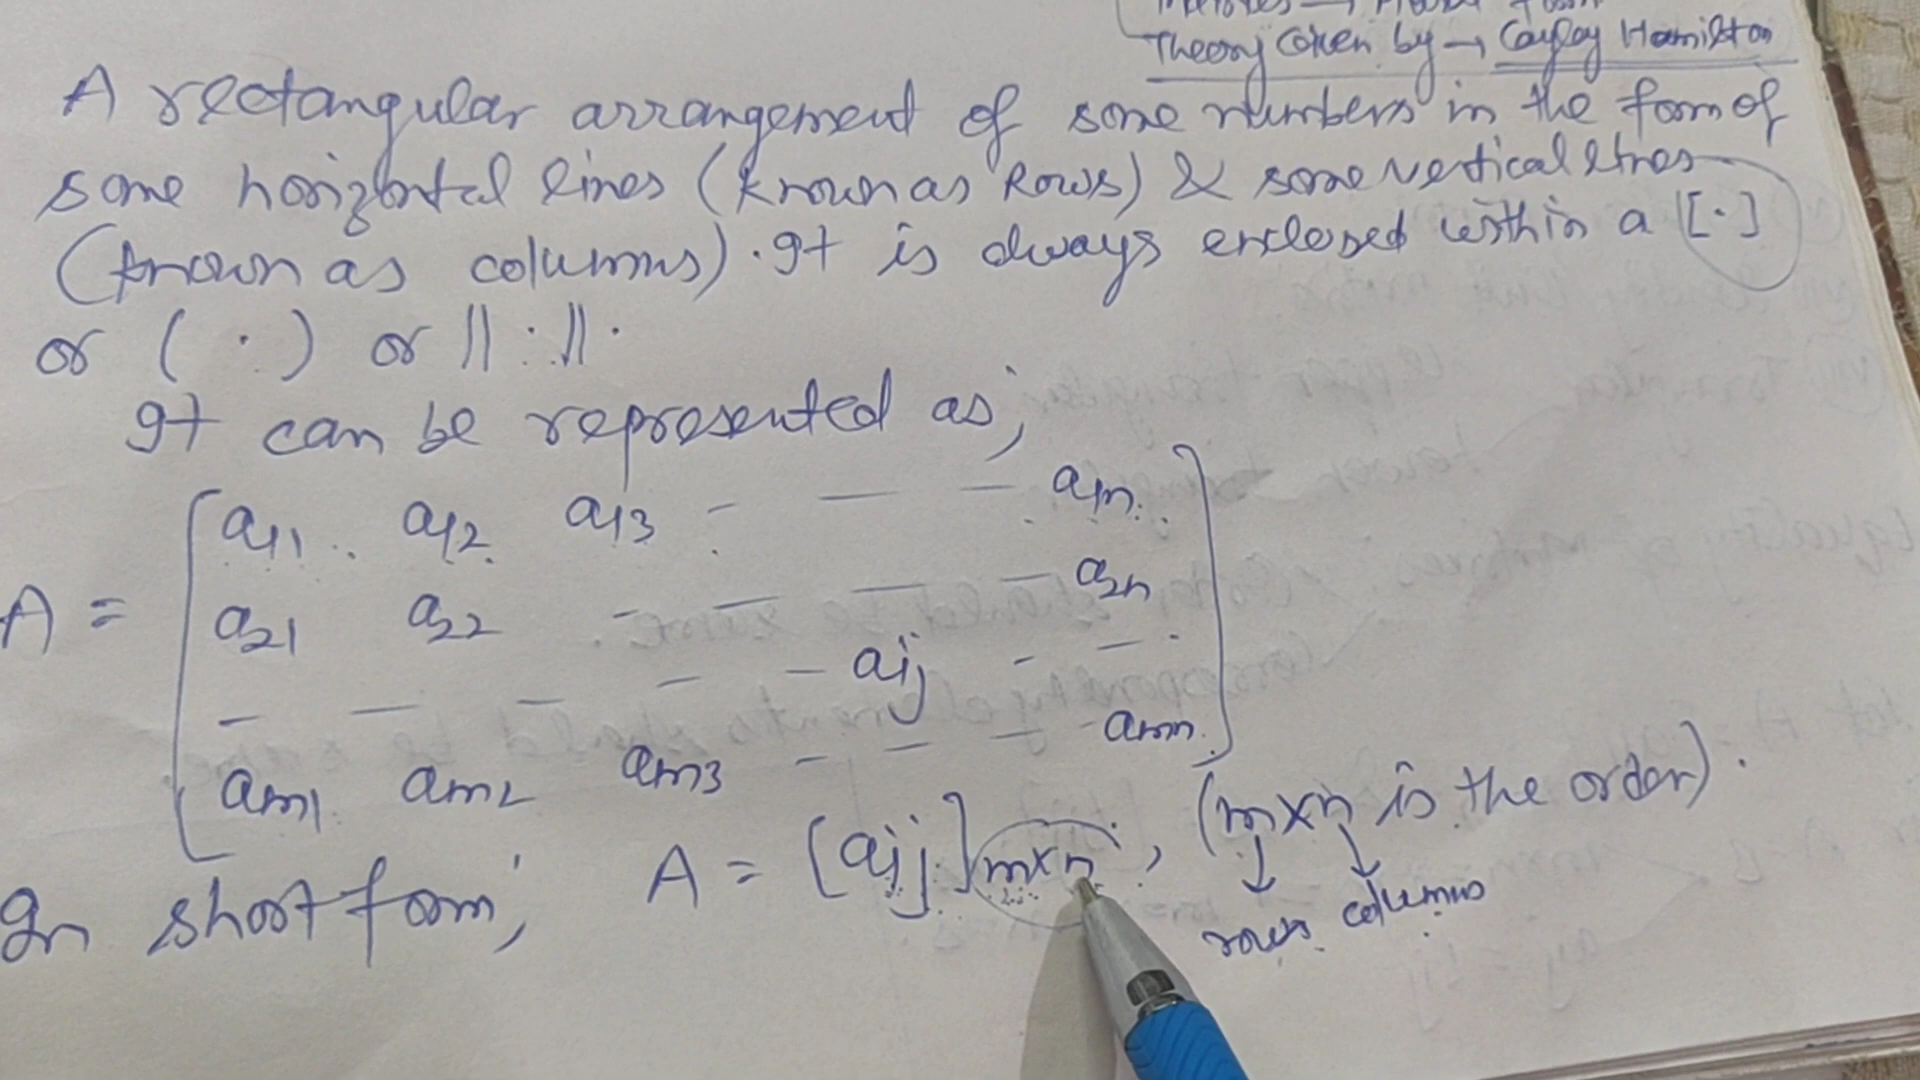 Theory Given by → Cayley Hamilton
A rectangular arrangement of some numbers in the form of
some horizontal lines (known as Rows) & some vertical lines
(known as columns). It is always enclosed within a [·]
or ( · ) or || : ||.
It can be represented as;
a11 a12 a13 - — - a1n
A = a21 a22 - — — - a2n
— — — - - aij - — -
am1 am2 am3 - - - - amn
In short form, A = [aij]m×n, (m×n is the order).
rows columns